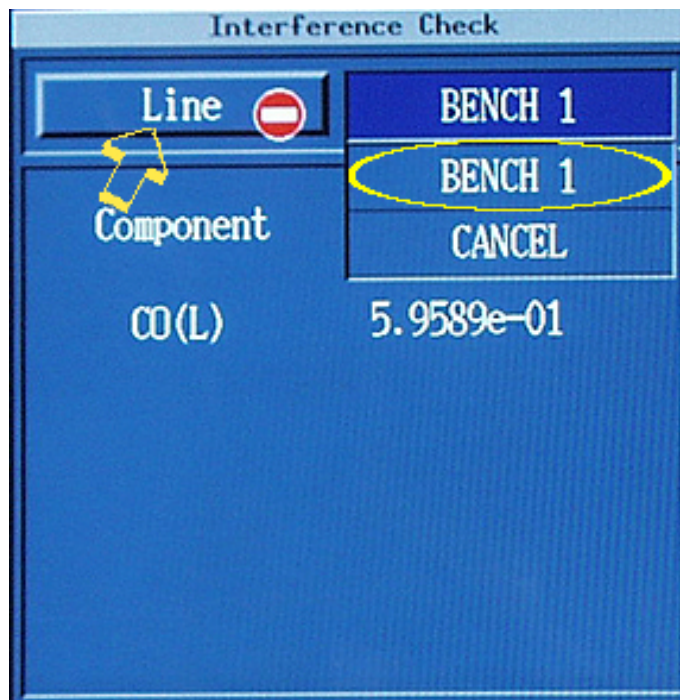 Interference Check
Line
BENCH 1
BENCH 1
CANCEL
Component
CO(L)
5.9589e-01